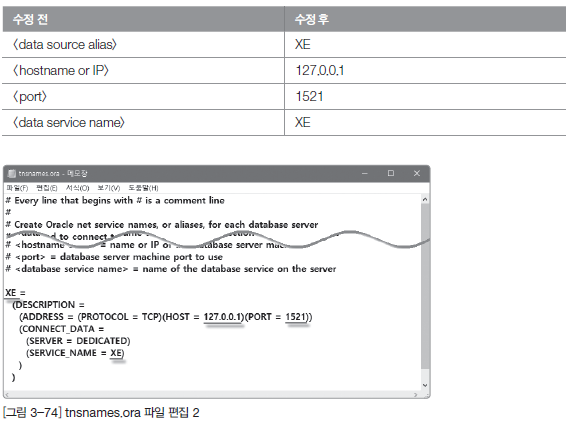 수정 전 수정 후
〈data source alias〉 XE
〈hostname or IP〉 127.0.0.1
〈port〉 1521
〈data service name〉 XE
tnsnames.ora - 메모장
파일(F) 편집(E) 서식(O) 보기(V) 도움말(H)
# Every line that begins with # is a comment line
#
# Create Oracle net service names, or aliases, for each database server
to connect to
# <hostname = name or IP of database server
# <port> = database server machine port to use
# <database service name> = name of the database service on the server
XE =
(DESCRIPTION =
(ADDRESS = (PROTOCOL = TCP)(HOST = 127.0.0.1)(PORT = 1521))
(CONNECT_DATA =
(SERVER = DEDICATED)
(SERVICE_NAME = XE)
)
)
[그림 3-74] tnsnames.ora 파일 편집 2